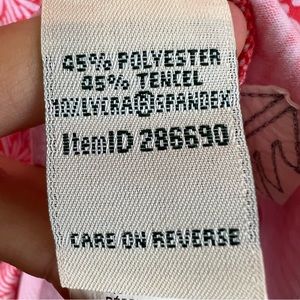 45% POLYESTER
45% TENCEL
10%LYCRA®SPANDEX
ItemID 286690
CARE ON REVERSE